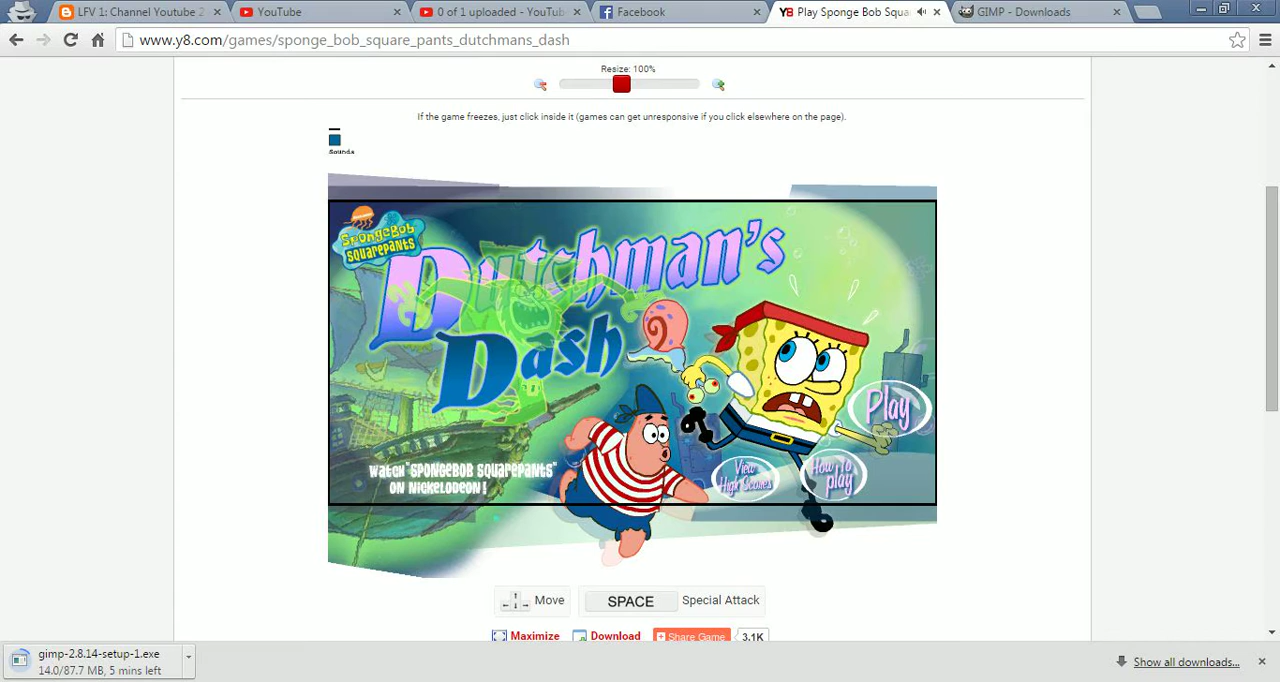 LFV 1: Channel Youtube 2
YouTube
0 of 1 uploaded - YouTub
Facebook
Y8 Play Sponge Bob Squa
GIMP - Downloads
www.y8.com/games/sponge_bob_square_pants_dutchmans_dash
Resize: 100%
If the game freezes, just click inside it (games can get unresponsive if you click elsewhere on the page).
Sounds
SpongeBob
SquarePants
Dutchman's
Dash
Play
Watch "SpongeBob SquarePants"
on Nickelodeon!
View
High Scores
How to
play
Move
SPACE
Special Attack
Maximize
Download
Share Game
3.1K
gimp-2.8.14-setup-1.exe
14.0/87.7 MB, 5 mins left
Show all downloads...